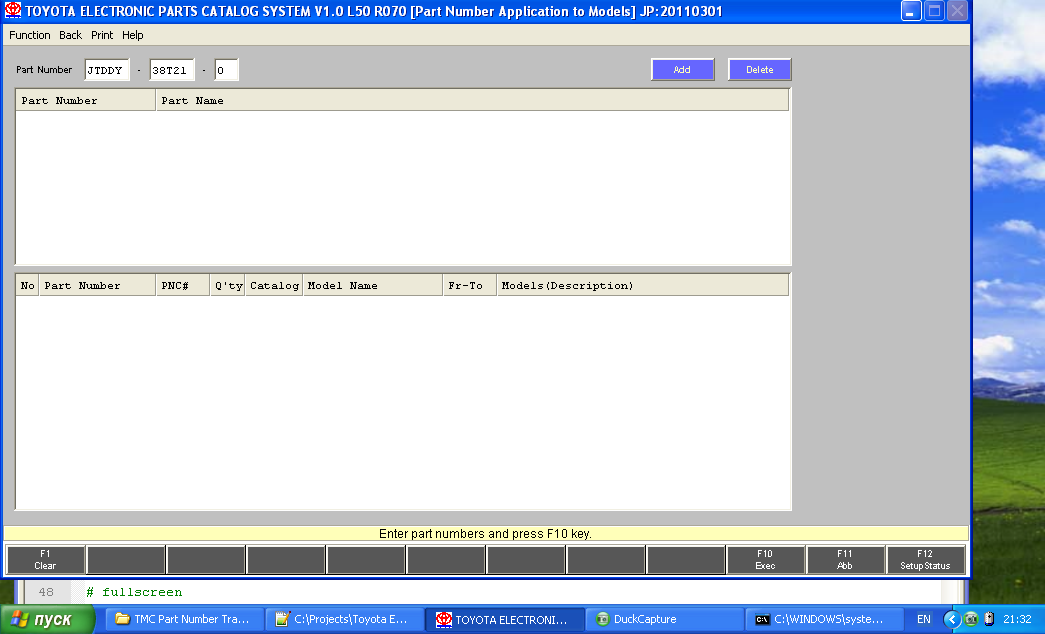 TOYOTA ELECTRONIC PARTS CATALOG SYSTEM V1.0 L50 R070 [Part Number Application to Models] JP:20110301
Function Back Print Help
Part Number JTDDY - 38T21 - 0 Add Delete
Part Number Part Name
No Part Number PNC# Q'ty Catalog Model Name Fr-To Models(Description)
Enter part numbers and press F10 key.
F1 F10 F11 F12
Clear Exec Abb SetupStatus
48 # fullscreen
пуск TMC Part Number Tra... C:\Projects\Toyota E... TOYOTA ELECTRONI... DuckCapture C:\WINDOWS\syste... EN 21:32